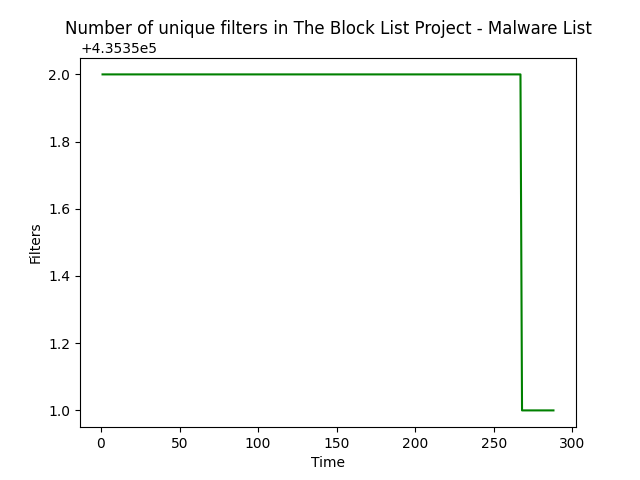 Number of unique filters in The Block List Project - Malware List
+4.3535e5
2.0
1.8
1.6
1.4
1.2
1.0
Filters
0 50 100 150 200 250 300
Time